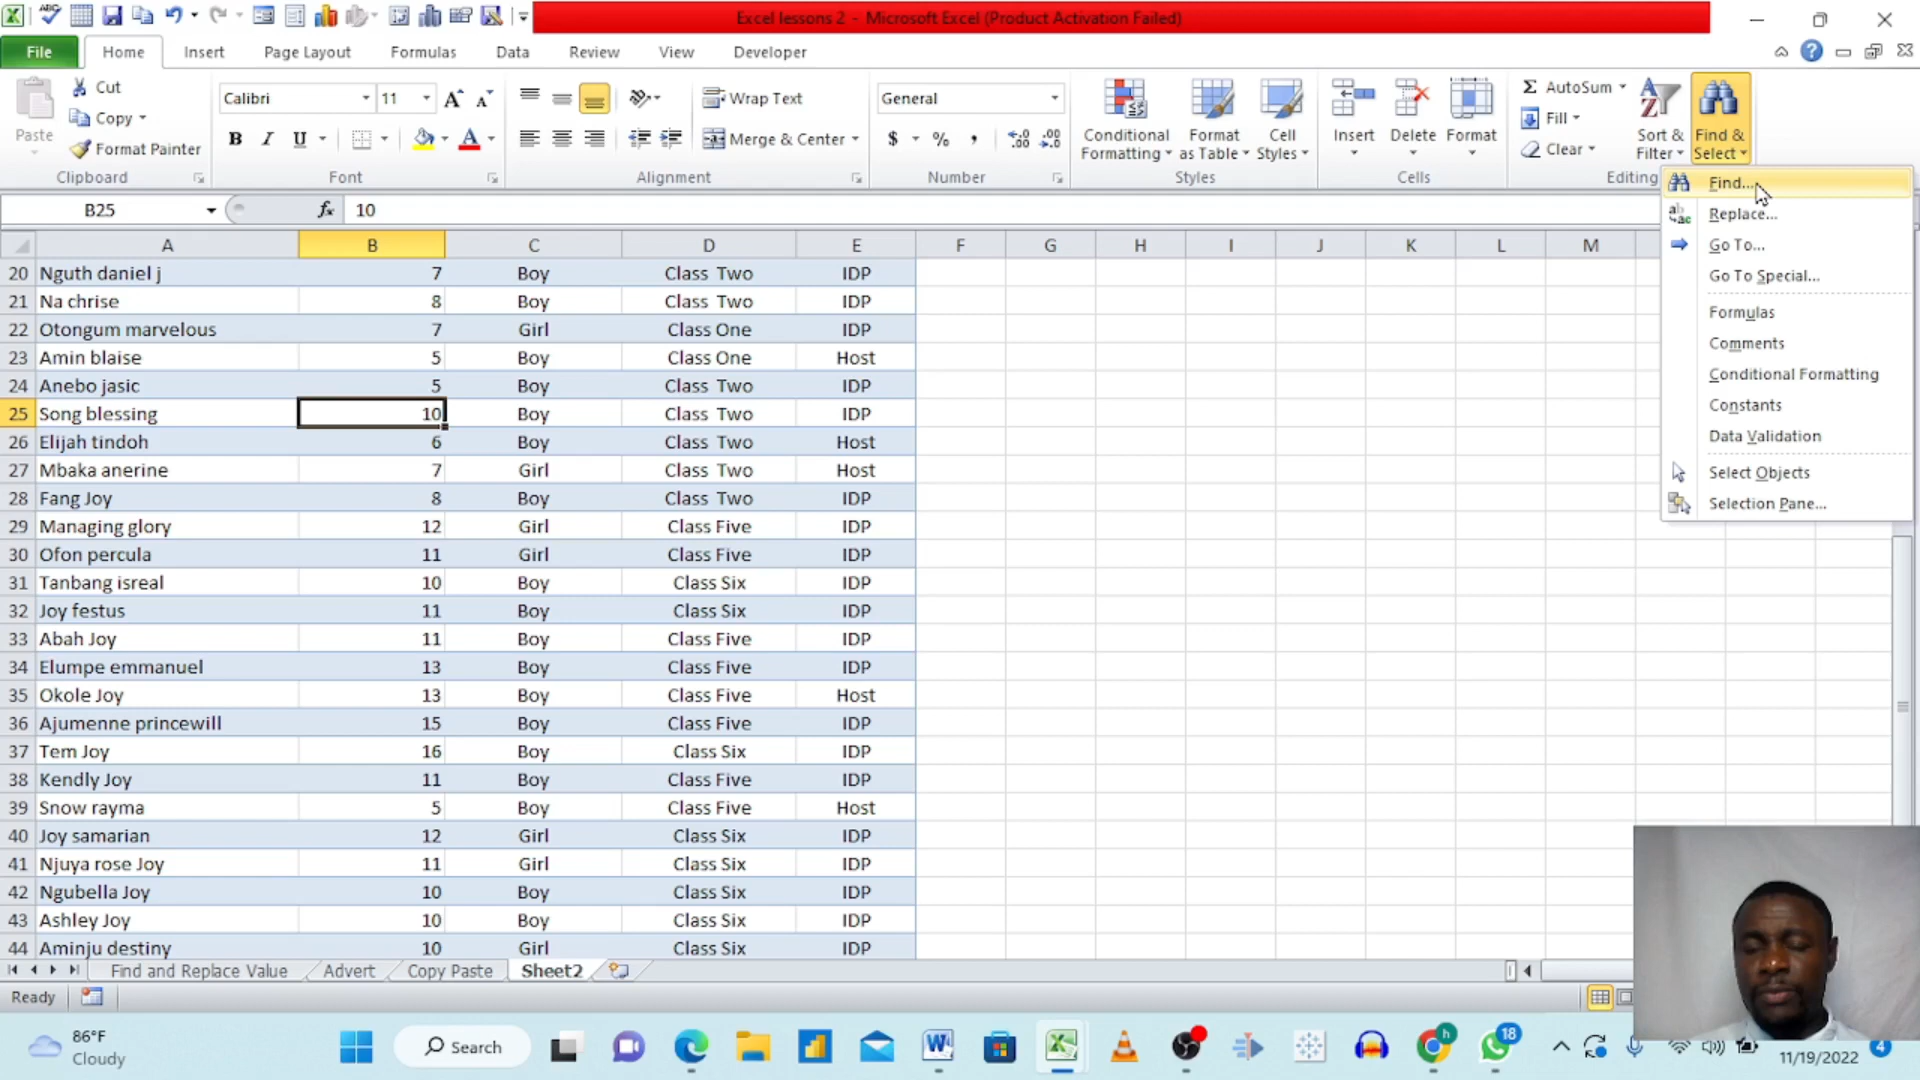 Excel lessons 2 - Microsoft Excel (Product Activation Failed)
File Home Insert Page Layout Formulas Data Review View Developer
Paste
Cut
Copy
Format Painter
Clipboard
Calibri 11
B I U
Font
Wrap Text
Merge & Center
Alignment
General
$ % ,
Number
Conditional Formatting
Format as Table
Cell Styles
Styles
Insert Delete Format
Cells
Σ AutoSum
Fill
Clear
Sort & Filter
Find & Select
Editing
Find...
Replace...
Go To...
Go To Special...
Formulas
Comments
Conditional Formatting
Constants
Data Validation
Select Objects
Selection Pane...
B25 fx 10
A B C D E F G H I J K L M
20 Nguth daniel j 7 Boy Class Two IDP
21 Na chrise 8 Boy Class Two IDP
22 Otongum marvelous 7 Girl Class One IDP
23 Amin blaise 5 Boy Class One Host
24 Anebo jasic 5 Boy Class Two IDP
25 Song blessing 10 Boy Class Two IDP
26 Elijah tindoh 6 Boy Class Two Host
27 Mbaka anerine 7 Girl Class Two Host
28 Fang Joy 8 Boy Class Two IDP
29 Managing glory 12 Girl Class Five IDP
30 Ofon percula 11 Girl Class Five IDP
31 Tanbang isreal 10 Boy Class Six IDP
32 Joy festus 11 Boy Class Six IDP
33 Abah Joy 11 Boy Class Five IDP
34 Elumpe emmanuel 13 Boy Class Five IDP
35 Okole Joy 13 Boy Class Five Host
36 Ajumenne princewill 15 Boy Class Five IDP
37 Tem Joy 16 Boy Class Six IDP
38 Kendly Joy 11 Boy Class Five IDP
39 Snow rayma 5 Boy Class Five Host
40 Joy samarian 12 Girl Class Six IDP
41 Njuya rose Joy 11 Girl Class Six IDP
42 Ngubella Joy 10 Boy Class Six IDP
43 Ashley Joy 10 Boy Class Six IDP
44 Aminju destiny 10 Girl Class Six IDP
Find and Replace Value Advert Copy Paste Sheet2
Ready
86°F
Cloudy
Search
18
11/19/2022
4